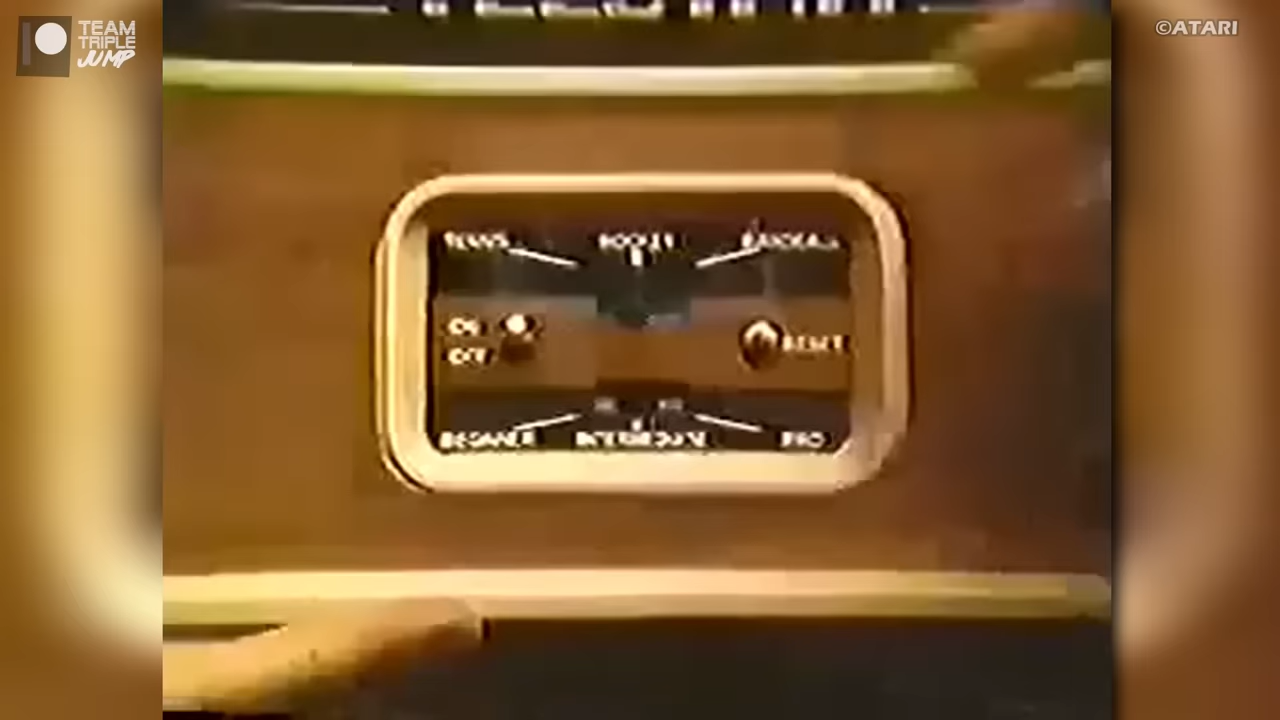 TEAM
TRIPLE
JUMP
©ATARI
TENNIS
HOCKEY
ON
OFF
RESET
BEGINNER
INTERMEDIATE
PRO